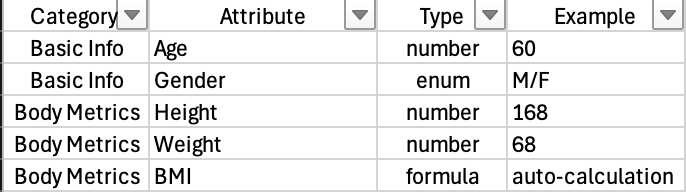 Category Attribute Type Example
Basic Info Age number 60
Basic Info Gender enum M/F
Body Metrics Height number 168
Body Metrics Weight number 68
Body Metrics BMI formula auto-calculation